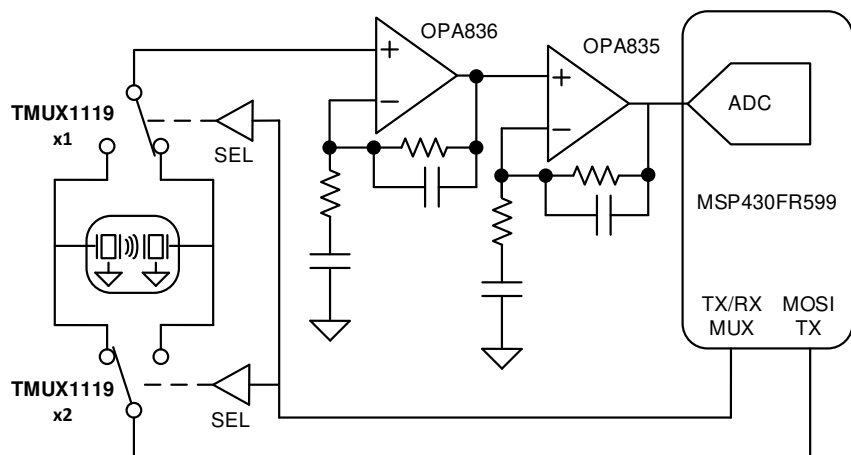 OPA836
OPA835
+
−
+
−
ADC
TMUX1119
x1
SEL
MSP430FR599
TX/RX
MUX
MOSI
TX
TMUX1119
x2
SEL